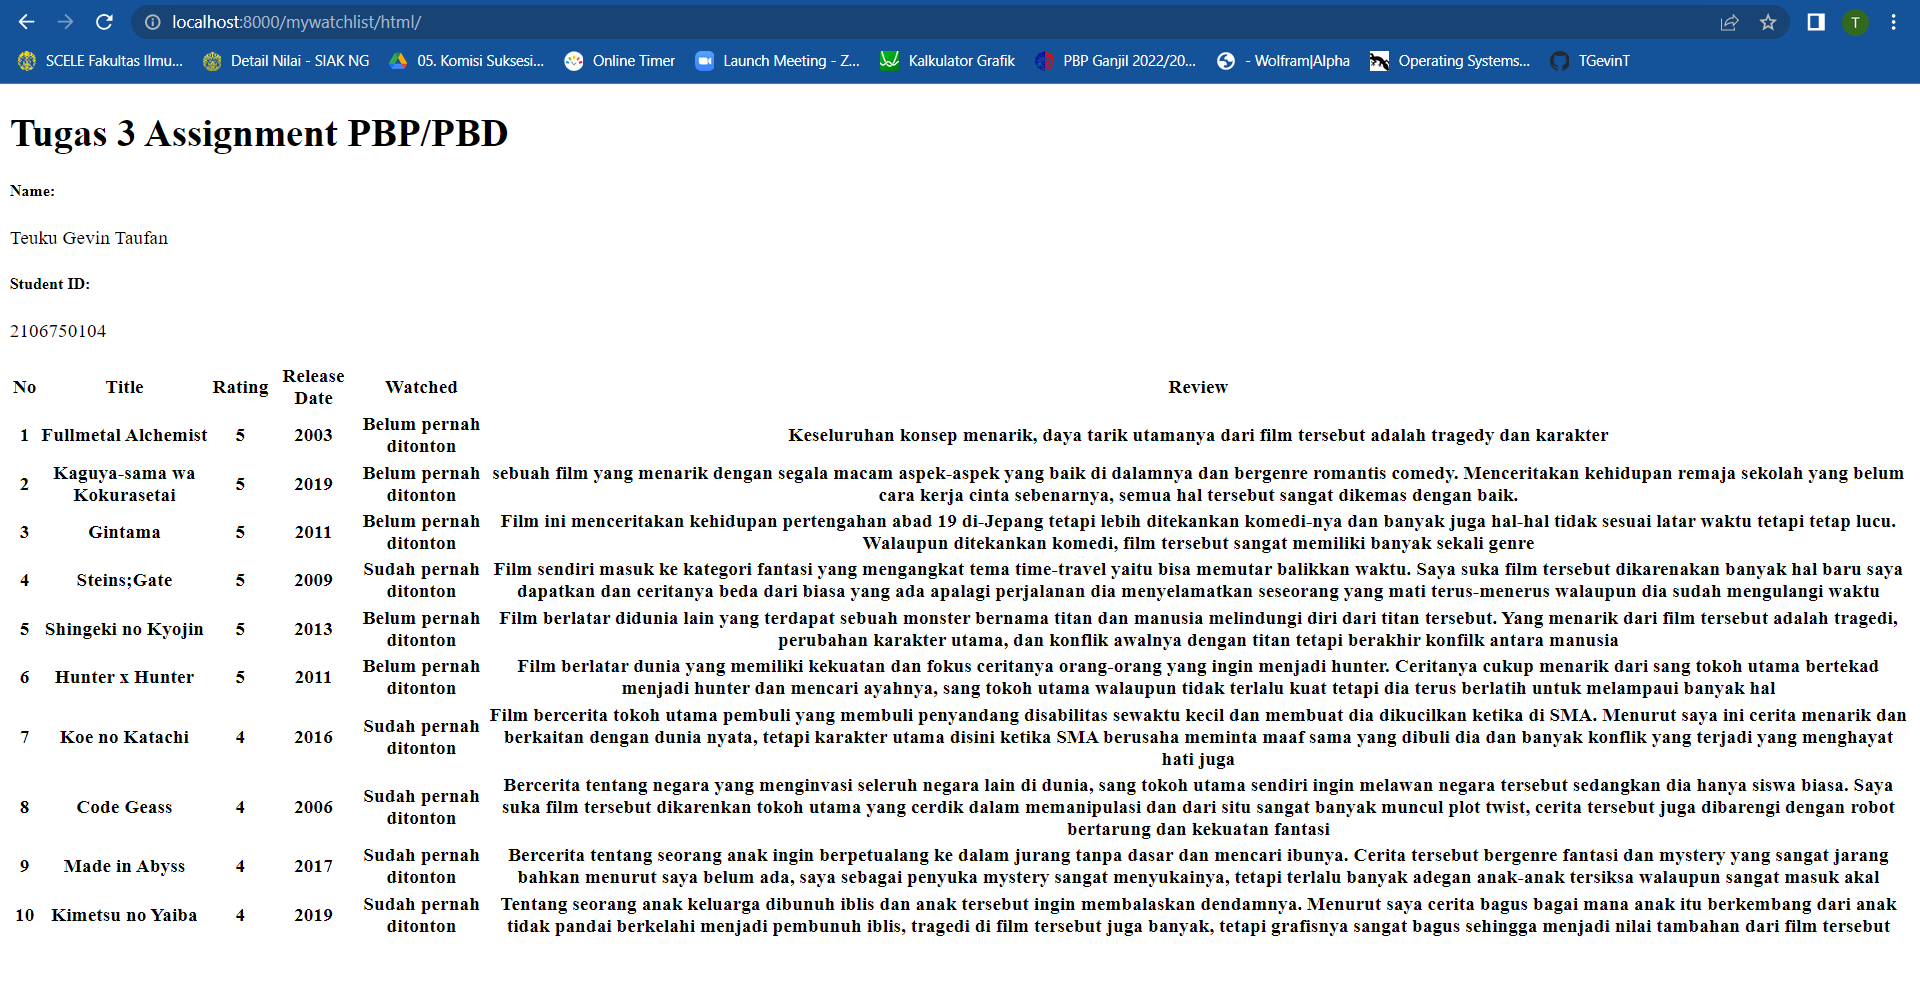 localhost:8000/mywatchlist/html/
T
SCELE Fakultas Ilmu... Detail Nilai - SIAK NG 05. Komisi Suksesi... Online Timer Launch Meeting - Z... Kalkulator Grafik PBP Ganjil 2022/20... - Wolfram|Alpha Operating Systems... TGevinT
Tugas 3 Assignment PBP/PBD
Name:
Teuku Gevin Taufan
Student ID:
2106750104
No Title Rating Release Date Watched Review
1 Fullmetal Alchemist 5 2003 Belum pernah ditonton Keseluruhan konsep menarik, daya tarik utamanya dari film tersebut adalah tragedy dan karakter
2 Kaguya-sama wa Kokurasetai 5 2019 Belum pernah ditonton sebuah film yang menarik dengan segala macam aspek-aspek yang baik di dalamnya dan bergenre romantis comedy. Menceritakan kehidupan remaja sekolah yang belum
cara kerja cinta sebenarnya, semua hal tersebut sangat dikemas dengan baik.
3 Gintama 5 2011 Belum pernah ditonton Film ini menceritakan kehidupan pertengahan abad 19 di-Jepang tetapi lebih ditekankan komedi-nya dan banyak juga hal-hal tidak sesuai latar waktu tetapi tetap lucu.
Walaupun ditekankan komedi, film tersebut sangat memiliki banyak sekali genre
4 Steins;Gate 5 2009 Sudah pernah ditonton Film sendiri masuk ke kategori fantasi yang mengangkat tema time-travel yaitu bisa memutar balikkan waktu. Saya suka film tersebut dikarenakan banyak hal baru saya
dapatkan dan ceritanya beda dari biasa yang ada apalagi perjalanan dia menyelamatkan seseorang yang mati terus-menerus walaupun dia sudah mengulangi waktu
5 Shingeki no Kyojin 5 2013 Belum pernah ditonton Film berlatar didunia lain yang terdapat sebuah monster bernama titan dan manusia melindungi diri dari titan tersebut. Yang menarik dari film tersebut adalah tragedi,
perubahan karakter utama, dan konflik awalnya dengan titan tetapi berakhir konfilk antara manusia
6 Hunter x Hunter 5 2011 Belum pernah ditonton Film berlatar dunia yang memiliki kekuatan dan fokus ceritanya orang-orang yang ingin menjadi hunter. Ceritanya cukup menarik dari sang tokoh utama bertekad
menjadi hunter dan mencari ayahnya, sang tokoh utama walaupun tidak terlalu kuat tetapi dia terus berlatih untuk melampaui banyak hal
7 Koe no Katachi 4 2016 Sudah pernah ditonton Film bercerita tokoh utama pembuli yang membuli penyandang disabilitas sewaktu kecil dan membuat dia dikucilkan ketika di SMA. Menurut saya ini cerita menarik dan
berkaitan dengan dunia nyata, tetapi karakter utama disini ketika SMA berusaha meminta maaf sama yang dibuli dia dan banyak konflik yang terjadi yang menghayat
hati juga
8 Code Geass 4 2006 Sudah pernah ditonton Bercerita tentang negara yang menginvasi seleruh negara lain di dunia, sang tokoh utama sendiri ingin melawan negara tersebut sedangkan dia hanya siswa biasa. Saya
suka film tersebut dikarenkan tokoh utama yang cerdik dalam memanipulasi dan dari situ sangat banyak muncul plot twist, cerita tersebut juga dibarengi dengan robot
bertarung dan kekuatan fantasi
9 Made in Abyss 4 2017 Sudah pernah ditonton Bercerita tentang seorang anak ingin berpetualang ke dalam jurang tanpa dasar dan mencari ibunya. Cerita tersebut bergenre fantasi dan mystery yang sangat jarang
bahkan menurut saya belum ada, saya sebagai penyuka mystery sangat menyukainya, tetapi terlalu banyak adegan anak-anak tersiksa walaupun sangat masuk akal
10 Kimetsu no Yaiba 4 2019 Sudah pernah ditonton Tentang seorang anak keluarga dibunuh iblis dan anak tersebut ingin membalaskan dendamnya. Menurut saya cerita bagus bagai mana anak itu berkembang dari anak
tidak pandai berkelahi menjadi pembunuh iblis, tragedi di film tersebut juga banyak, tetapi grafisnya sangat bagus sehingga menjadi nilai tambahan dari film tersebut